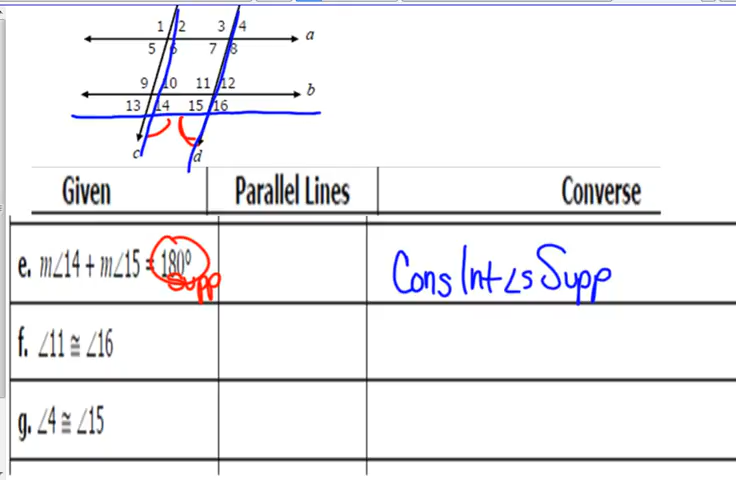 1 2 3 4
a
5 6 7 8
9 10 11 12
b
13 14 15 16
c d
Given Parallel Lines Converse
e. m∠14 + m∠15 = 180° Cons Int ∠s Supp
supp
f. ∠11 ≅ ∠16
g. ∠4 ≅ ∠15